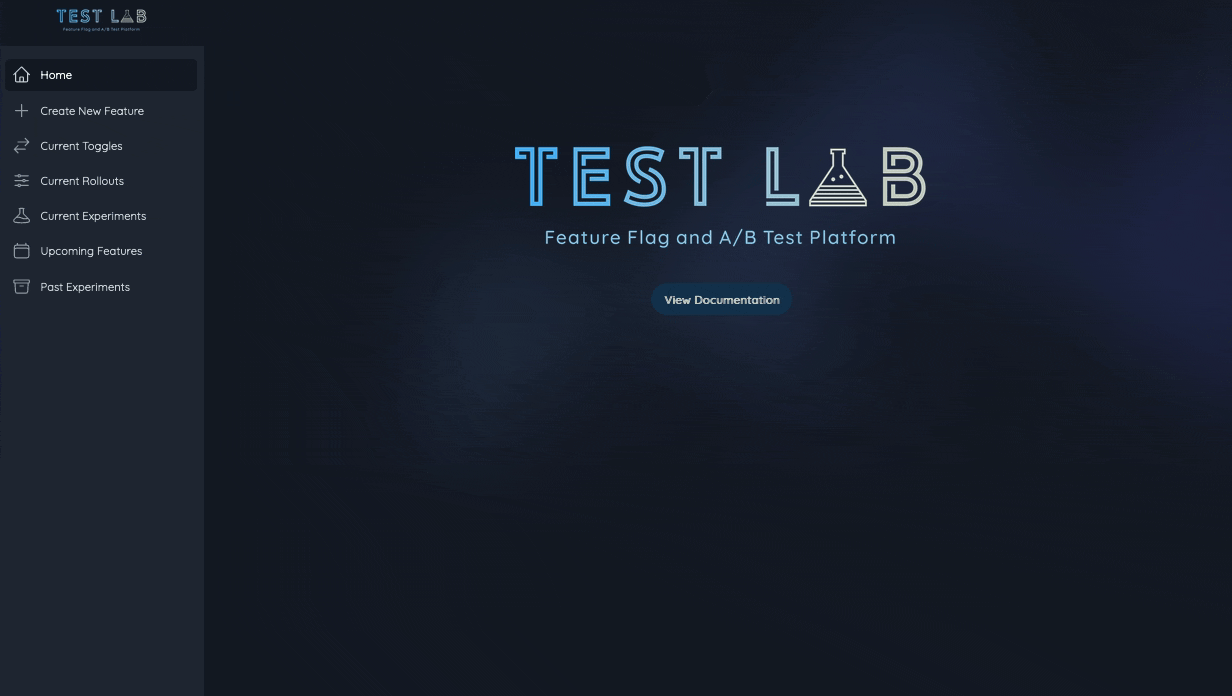 TEST LAB
Feature Flag and A/B Test Platform
Home
Create New Feature
Current Toggles
Current Rollouts
Current Experiments
Upcoming Features
Past Experiments
TEST LAB
Feature Flag and A/B Test Platform
View Documentation